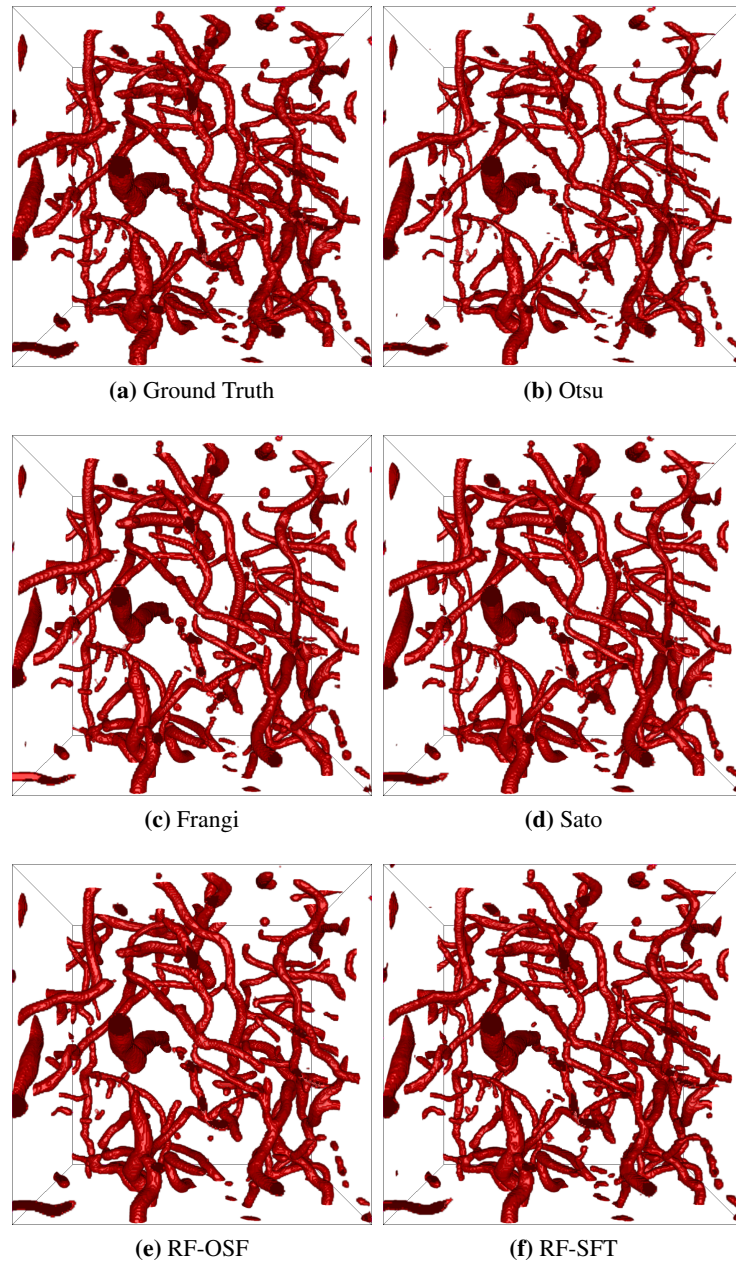 (a) Ground Truth
(b) Otsu
(c) Frangi
(d) Sato
(e) RF-OSF
(f) RF-SFT